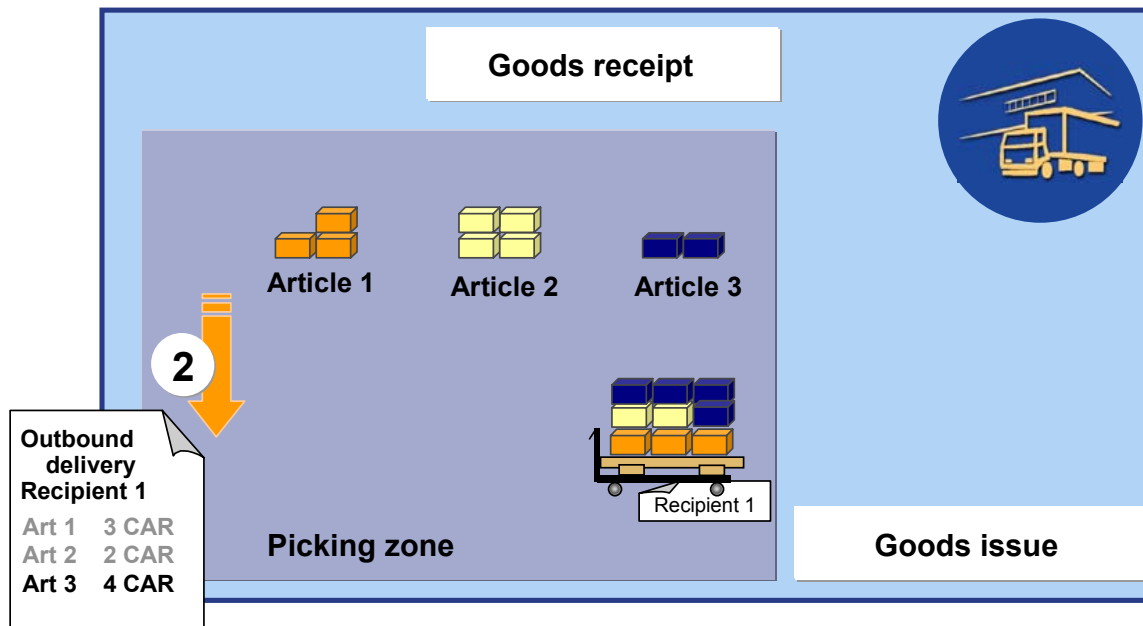 Goods receipt
Article 1
Article 2
Article 3
2
Outbound
delivery
Recipient 1
Art 1 3 CAR
Art 2 2 CAR
Art 3 4 CAR
Recipient 1
Picking zone
Goods issue